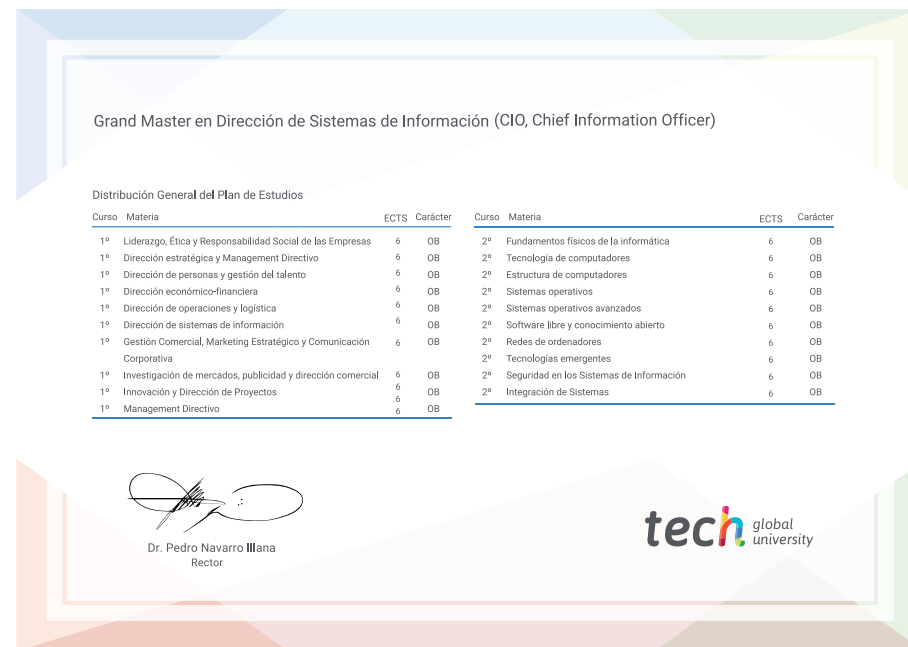 Grand Master en Dirección de Sistemas de Información (CIO, Chief Information Officer)
Distribución General del Plan de Estudios
Curso Materia ECTS Carácter
1º Liderazgo, Ética y Responsabilidad Social de las Empresas 6 OB
1º Dirección estratégica y Management Directivo 6 OB
1º Dirección de personas y gestión del talento 6 OB
1º Dirección económico-financiera 6 OB
1º Dirección de operaciones y logística 6 OB
1º Dirección de sistemas de información 6 OB
1º Gestión Comercial, Marketing Estratégico y Comunicación 6 OB
Corporativa
1º Investigación de mercados, publicidad y dirección comercial 6 OB
6
1º Innovación y Dirección de Proyectos OB
6
1º Management Directivo 6 OB
Curso Materia ECTS Carácter
2º Fundamentos físicos de la informática 6 OB
2º Tecnología de computadores 6 OB
2º Estructura de computadores 6 OB
2º Sistemas operativos 6 OB
2º Sistemas operativos avanzados 6 OB
2º Software libre y conocimiento abierto 6 OB
2º Redes de ordenadores 6 OB
2º Tecnologías emergentes 6 OB
2º Seguridad en los Sistemas de Información 6 OB
2º Integración de Sistemas 6 OB
Dr. Pedro Navarro Illana
Rector
tech global
university